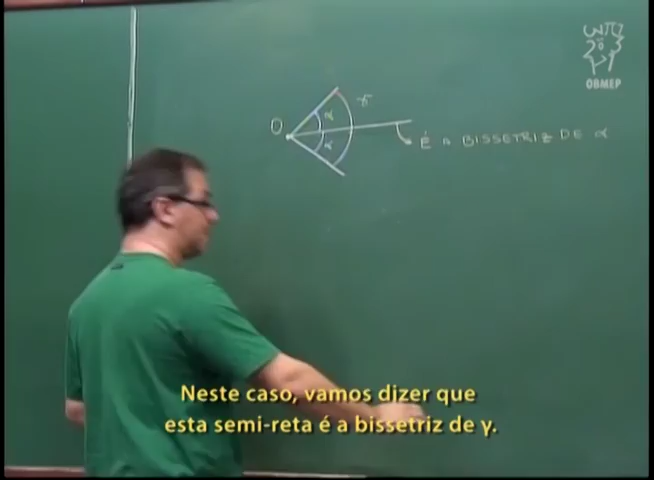 OBMEP
γ
O
α
α
É A BISSETRIZ DE α
Neste caso, vamos dizer que
esta semi-reta é a bissetriz de γ.